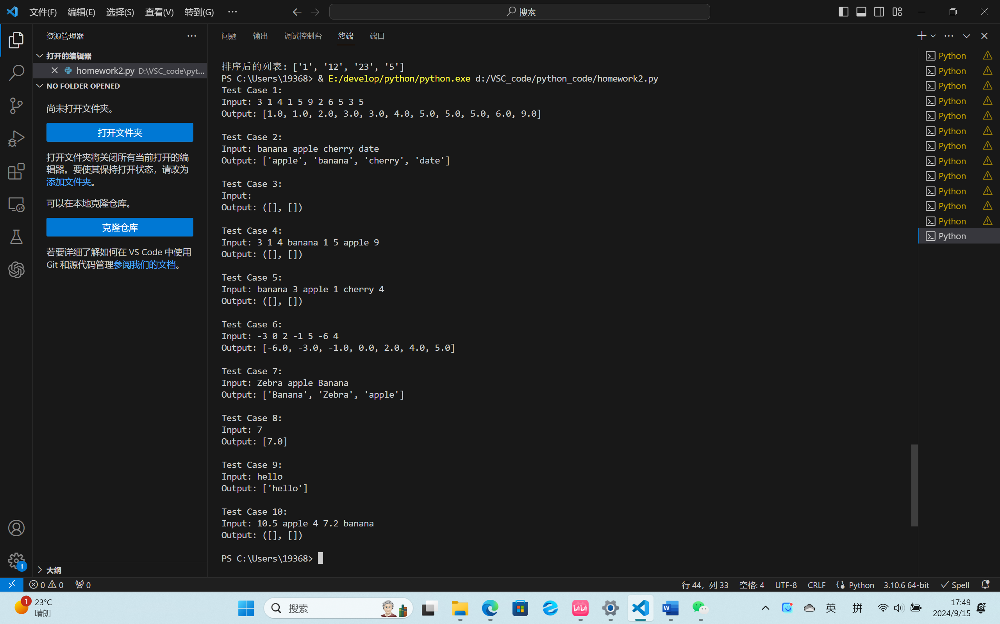 文件(F) 编辑(E) 选择(S) 查看(V) 转到(G) ··· 搜索
资源管理器
打开的编辑器
homework2.py D:\VSC_code\pyt...
NO FOLDER OPENED
尚未打开文件夹。
打开文件夹
打开文件夹将关闭所有当前打开的编
辑器。要使其保持打开状态，请改为
添加文件夹。
可以在本地克隆仓库。
克隆仓库
若要详细了解如何在 VS Code 中使用
Git 和源代码管理参阅我们的文档。
大纲
问题 输出 调试控制台 终端 端口
排序后的列表: ['1', '12', '23', '5']
PS C:\Users\19368> & E:/develop/python/python.exe d:/VSC_code/python_code/homework2.py
Test Case 1:
Input: 3 1 4 1 5 9 2 6 5 3 5
Output: [1.0, 1.0, 2.0, 3.0, 3.0, 4.0, 5.0, 5.0, 5.0, 6.0, 9.0]
Test Case 2:
Input: banana apple cherry date
Output: ['apple', 'banana', 'cherry', 'date']
Test Case 3:
Input:
Output: ([], [])
Test Case 4:
Input: 3 1 4 banana 1 5 apple 9
Output: ([], [])
Test Case 5:
Input: banana 3 apple 1 cherry 4
Output: ([], [])
Test Case 6:
Input: -3 0 2 -1 5 -6 4
Output: [-6.0, -3.0, -1.0, 0.0, 2.0, 4.0, 5.0]
Test Case 7:
Input: Zebra apple Banana
Output: ['Banana', 'Zebra', 'apple']
Test Case 8:
Input: 7
Output: [7.0]
Test Case 9:
Input: hello
Output: ['hello']
Test Case 10:
Input: 10.5 apple 4 7.2 banana
Output: ([], [])
PS C:\Users\19368>
Python
Python
Python
Python
Python
Python
Python
Python
Python
Python
Python
Python
Python
1
0 0 0 行 44，列 33 空格: 4 UTF-8 CRLF Python 3.10.6 64-bit Spell
1
23°C
晴朗
搜索
bilibili
W
英 拼
17:49
2024/9/15